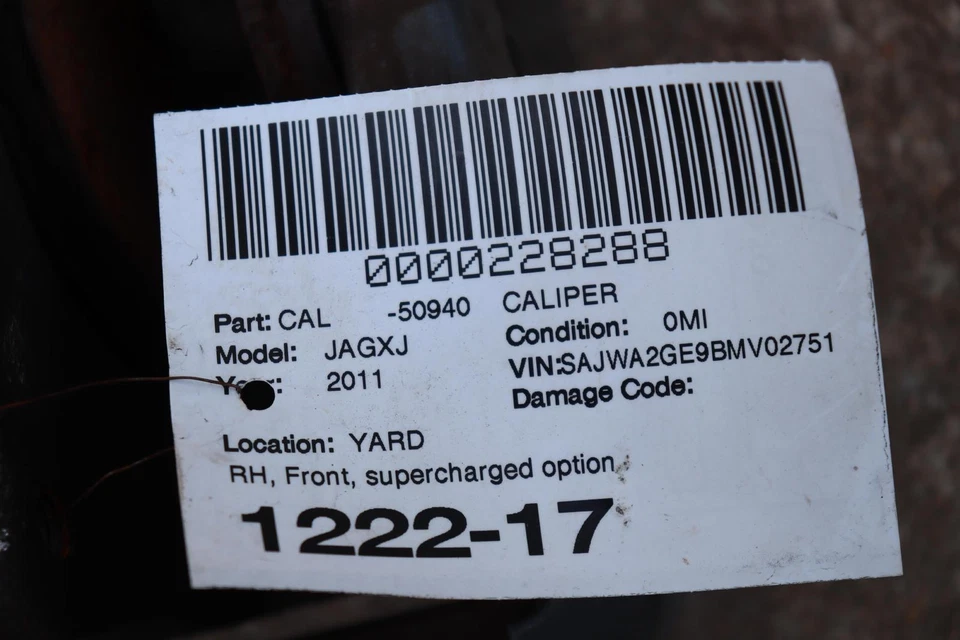 0000228288
Part: CAL -50940 CALIPER
Model: JAGXJ Condition: 0MI
Year: 2011 VIN:SAJWA2GE9BMV02751
Damage Code:
Location: YARD
RH, Front, supercharged option
1222-17